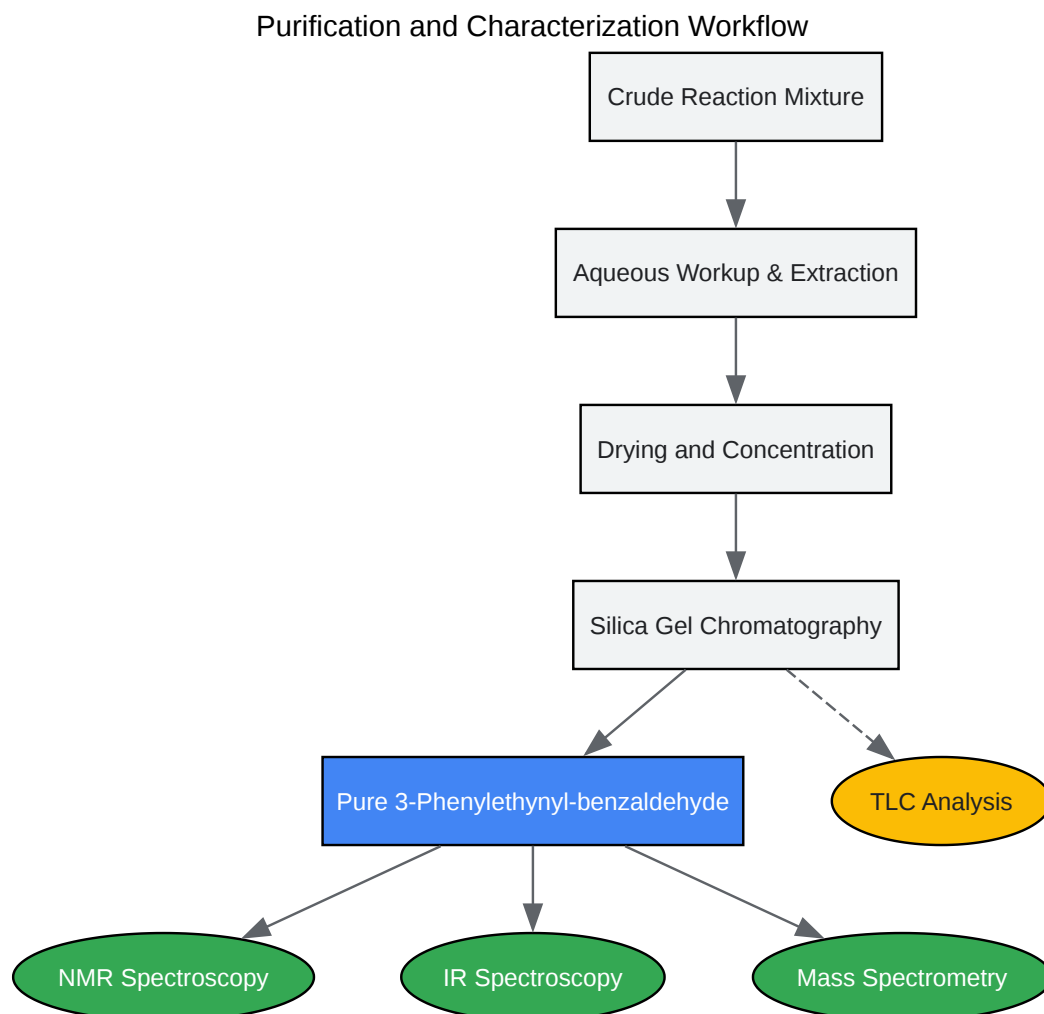 Purification and Characterization Workflow
Crude Reaction Mixture
Aqueous Workup & Extraction
Drying and Concentration
Silica Gel Chromatography
Pure 3-Phenylethynyl-benzaldehyde
TLC Analysis
NMR Spectroscopy
IR Spectroscopy
Mass Spectrometry